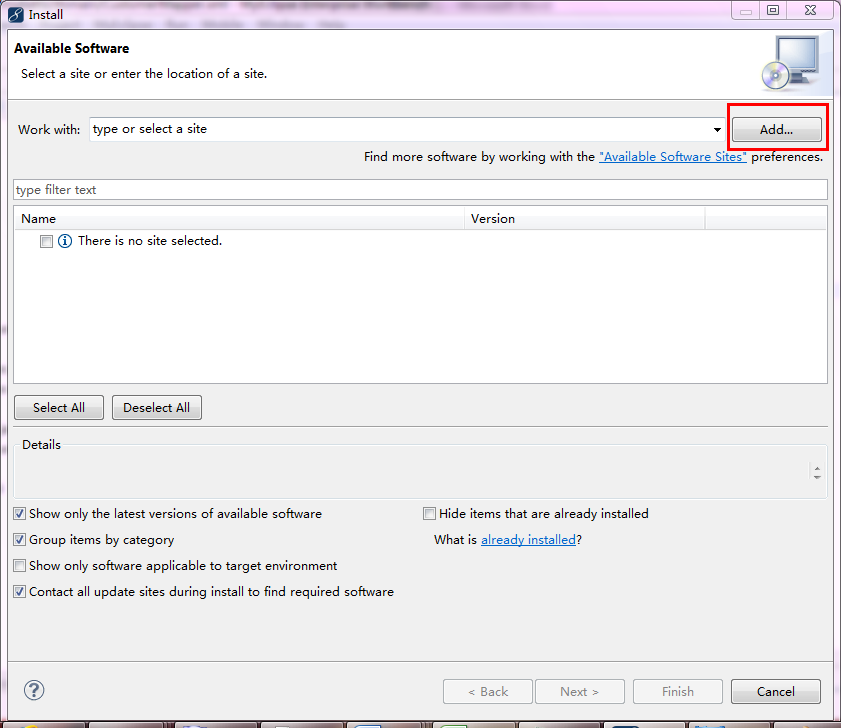 Install
Available Software
Select a site or enter the location of a site.
Work with: type or select a site Add...
Find more software by working with the "Available Software Sites" preferences.
type filter text
Name Version
There is no site selected.
Select All Deselect All
Details
Show only the latest versions of available software Hide items that are already installed
Group items by category What is already installed?
Show only software applicable to target environment
Contact all update sites during install to find required software
< Back Next > Finish Cancel